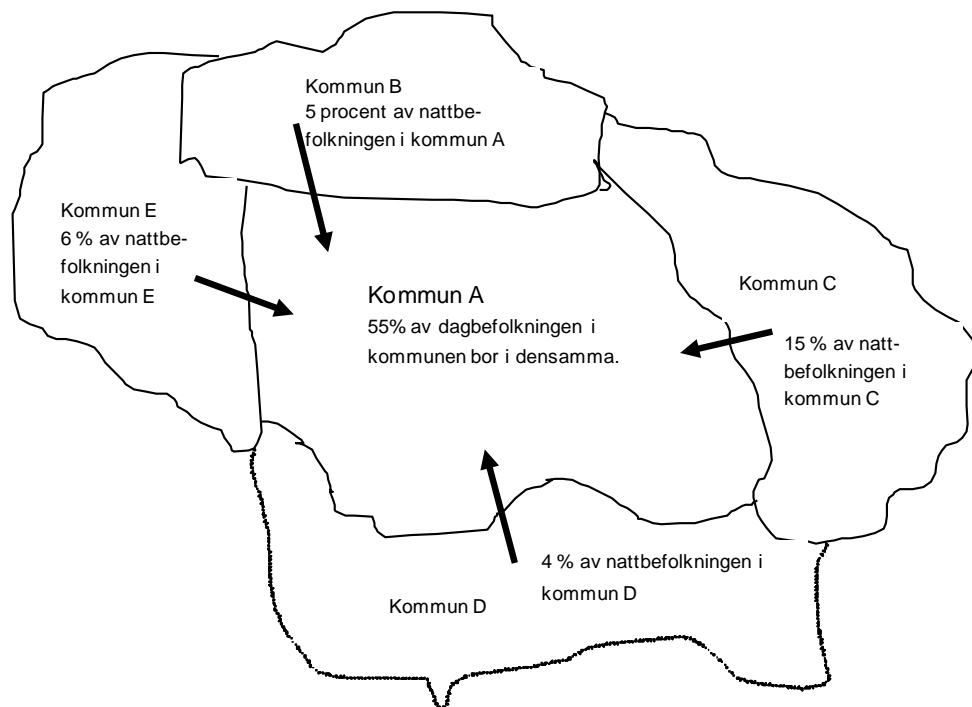 Kommun B
5 procent av nattbe-
folkningen i kommun A
Kommun E
6 % av nattbe-
folkningen i
kommun E
Kommun A
55% av dagbefolkningen i
kommunen bor i densamma.
Kommun C
15 % av natt-
befolkningen i
kommun C
4 % av nattbefolkningen i
kommun D
Kommun D